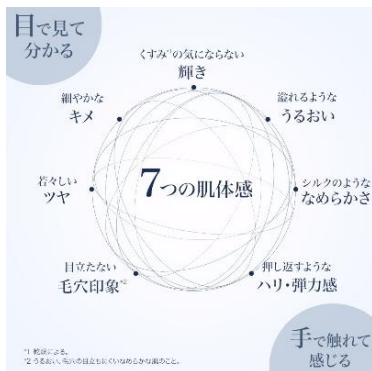 目で見て
分かる
くすみ*1の気にならない
輝き
細やかな
キメ
溢れるような
うるおい
若々しい
ツヤ
7つの肌体感
シルクのような
なめらかさ
目立たない
毛穴印象*2
押し返すような
ハリ・弾力感
手で触れて
感じる
*1 乾燥による。
*2 うるおい、毛穴の目立ちにくいなめらかな肌のこと。